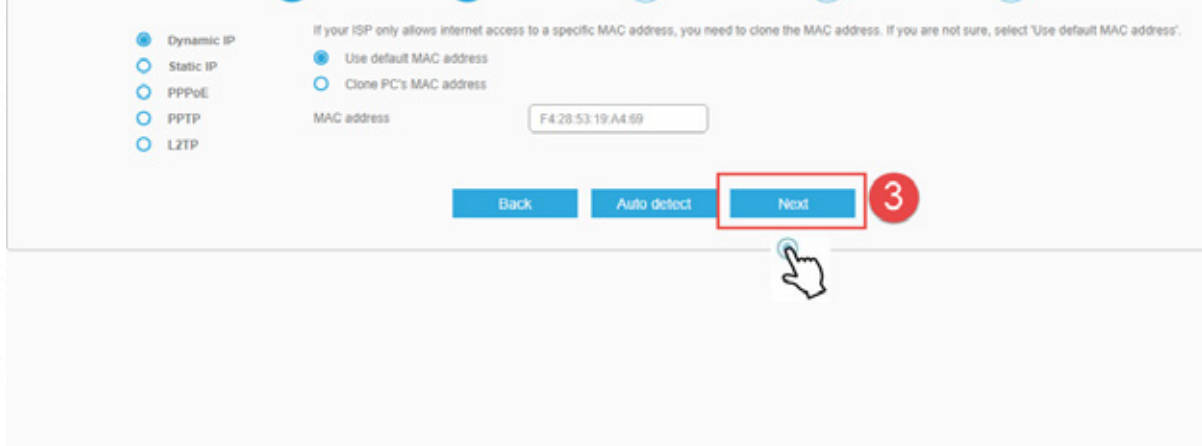 If your ISP only allows internet access to a specific MAC address, you need to clone the MAC address. If you are not sure, select 'Use default MAC address'.
Dynamic IP
Static IP
PPPoE
PPTP
L2TP
Use default MAC address
Clone PC's MAC address
MAC address F4:28:53:19:A4:69
Back Auto detect Next 3